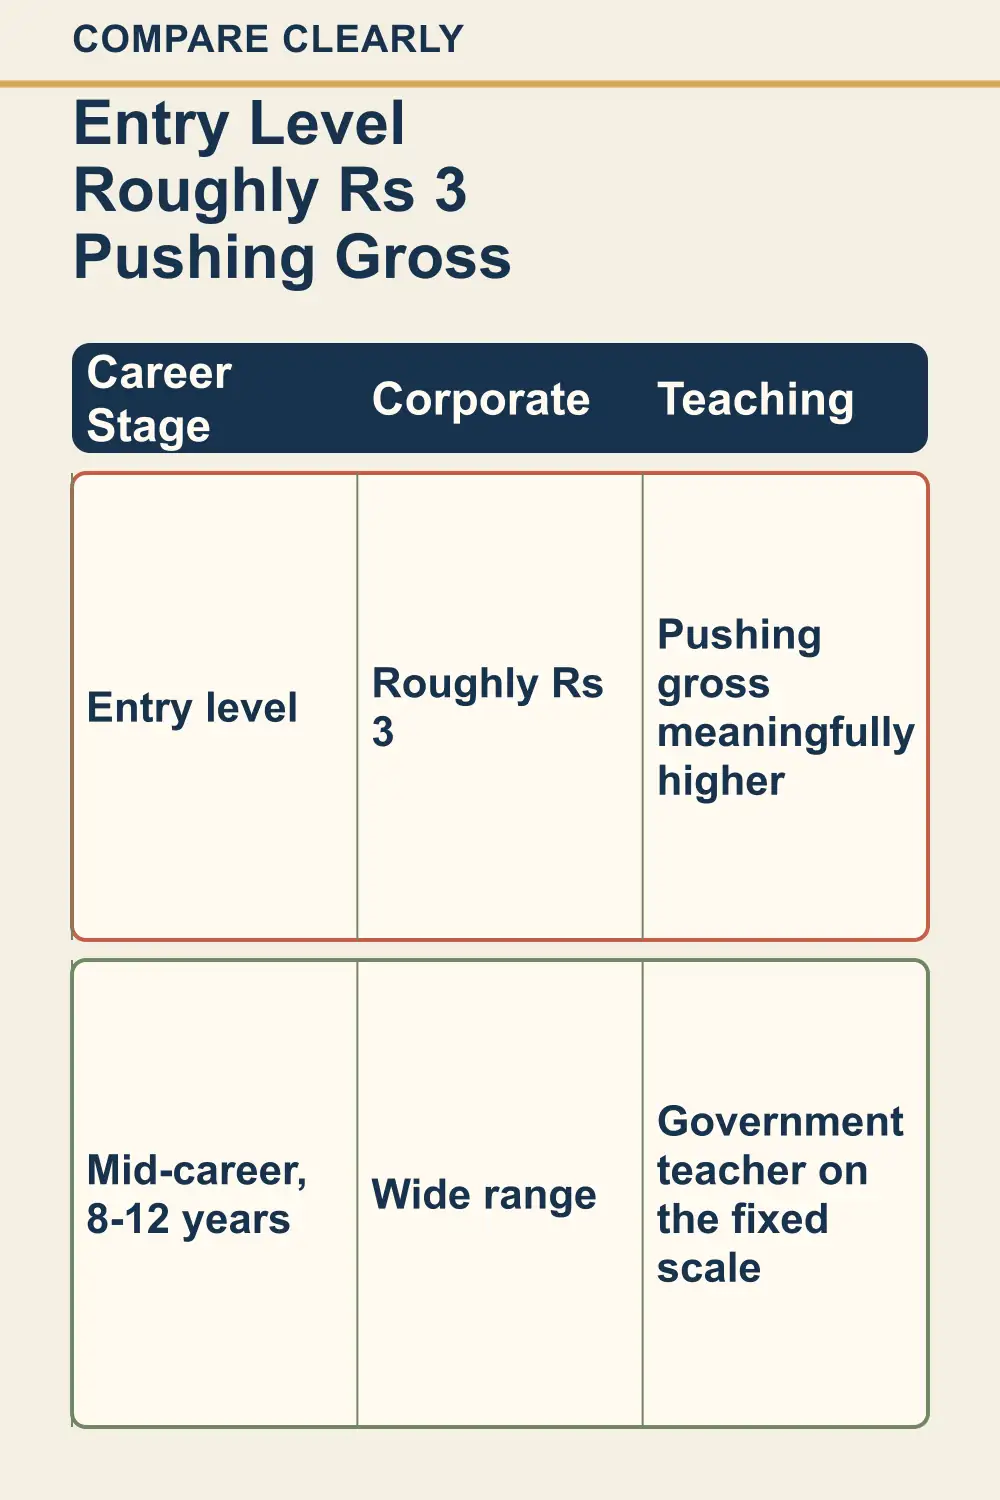 COMPARE CLEARLY
Entry Level
Roughly Rs 3
Pushing Gross
Career
Stage
Corporate
Teaching
Entry level
Roughly Rs
3
Pushing
gross
meaningfully
higher
Mid-career,
8-12 years
Wide range
Government
teacher on
the fixed
scale